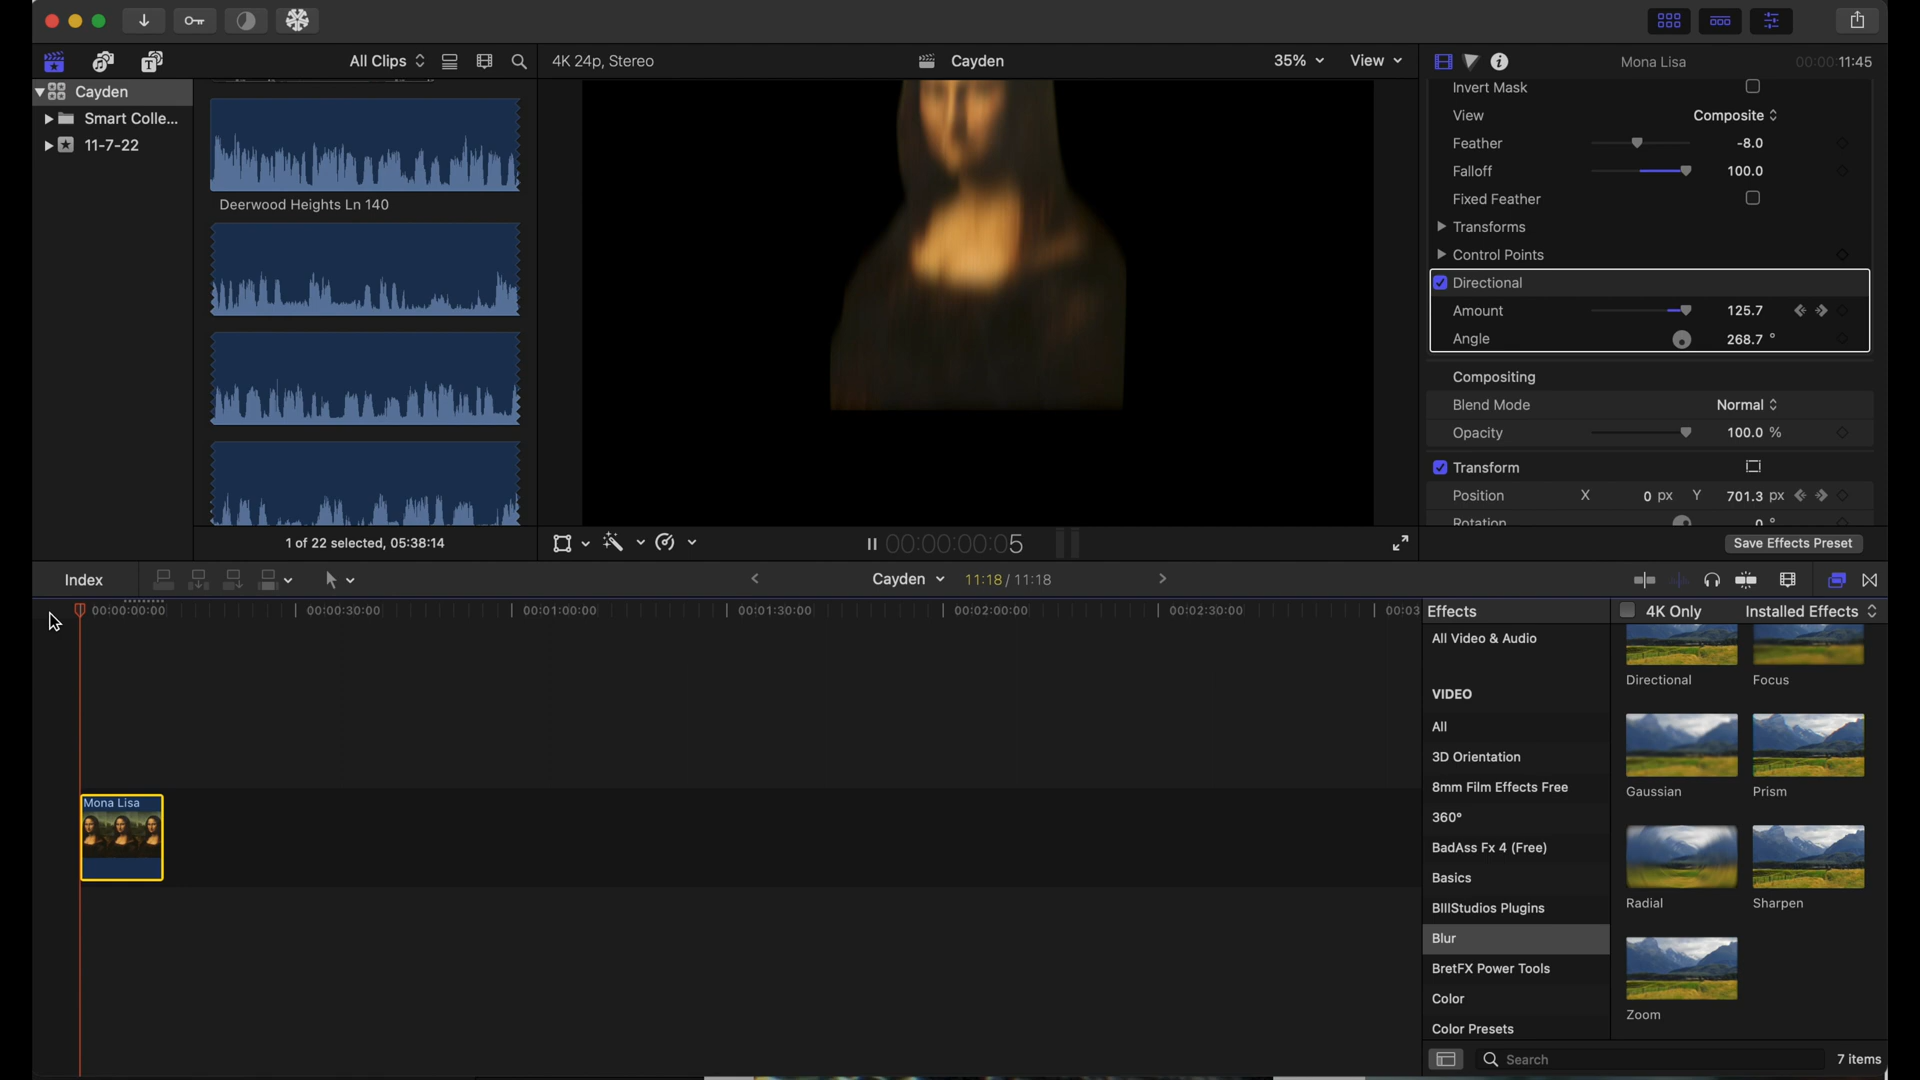 All Clips
4K 24p, Stereo
Cayden
35%
View
Mona Lisa
00:00:11:45
Cayden
Smart Colle...
11-7-22
Deerwood Heights Ln 140
1 of 22 selected, 05:38:14
Invert Mask
View Composite
Feather -8.0
Falloff 100.0
Fixed Feather
Transforms
Control Points
Directional
Amount 125.7
Angle 268.7 °
Compositing
Blend Mode Normal
Opacity 100.0 %
Transform
Position X 0 px Y 701.3 px
Rotation 0 °
00:00:00:05
Save Effects Preset
Index
Cayden 11:18 / 11:18
00:00:00:00 00:00:30:00 00:01:00:00 00:01:30:00 00:02:00:00 00:02:30:00 00:03
Mona Lisa
Effects
4K Only
Installed Effects
All Video & Audio
VIDEO
All
3D Orientation
8mm Film Effects Free
360°
BadAss Fx 4 (Free)
Basics
BIIIStudios Plugins
Blur
BretFX Power Tools
Color
Color Presets
Directional Focus
Gaussian Prism
Radial Sharpen
Zoom
Search
7 items